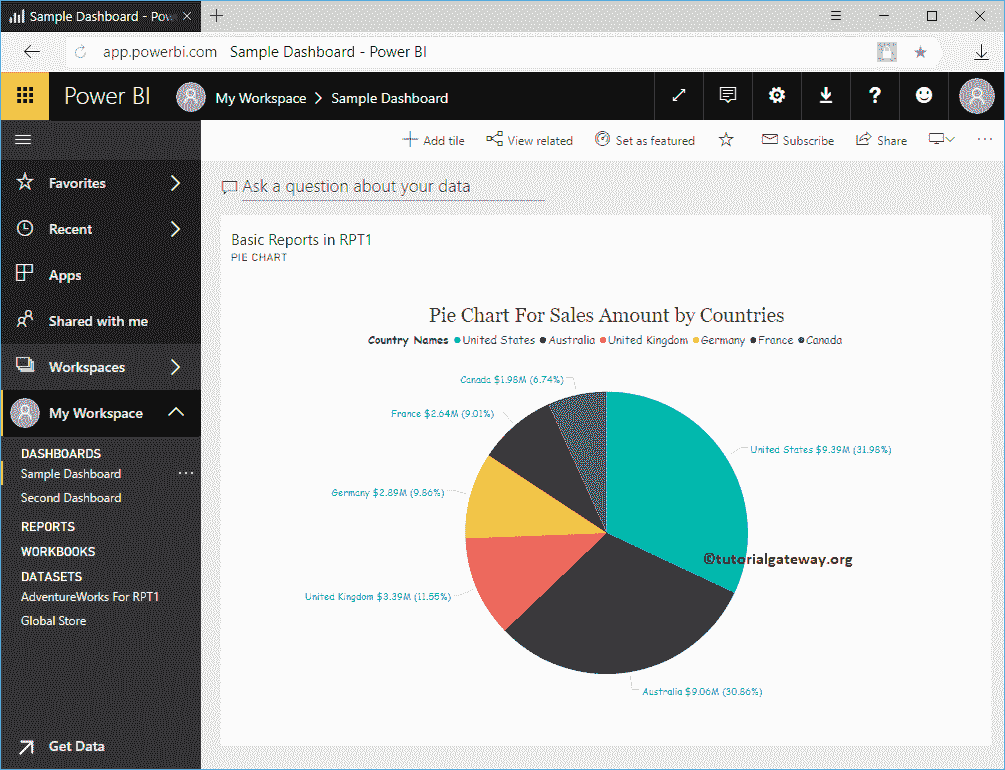 Sample Dashboard - Pow
app.powerbi.com Sample Dashboard - Power BI
Power BI My Workspace > Sample Dashboard ?
Add tile View related Set as featured Subscribe Share
Favorites
Recent
Apps
Shared with me
Workspaces
My Workspace
DASHBOARDS
Sample Dashboard
Second Dashboard
REPORTS
WORKBOOKS
DATASETS
AdventureWorks For RPT1
Global Store
Get Data
Ask a question about your data
Basic Reports in RPT1
PIE CHART
Pie Chart For Sales Amount by Countries
Country Names United States Australia United Kingdom Germany France Canada
Canada $1.98M (6.74%)
France $2.64M (9.01%)
United States $9.39M (31.98%)
Germany $2.89M (9.86%)
©tutorialgateway.org
United Kingdom $3.39M (11.55%)
Australia $9.06M (30.86%)